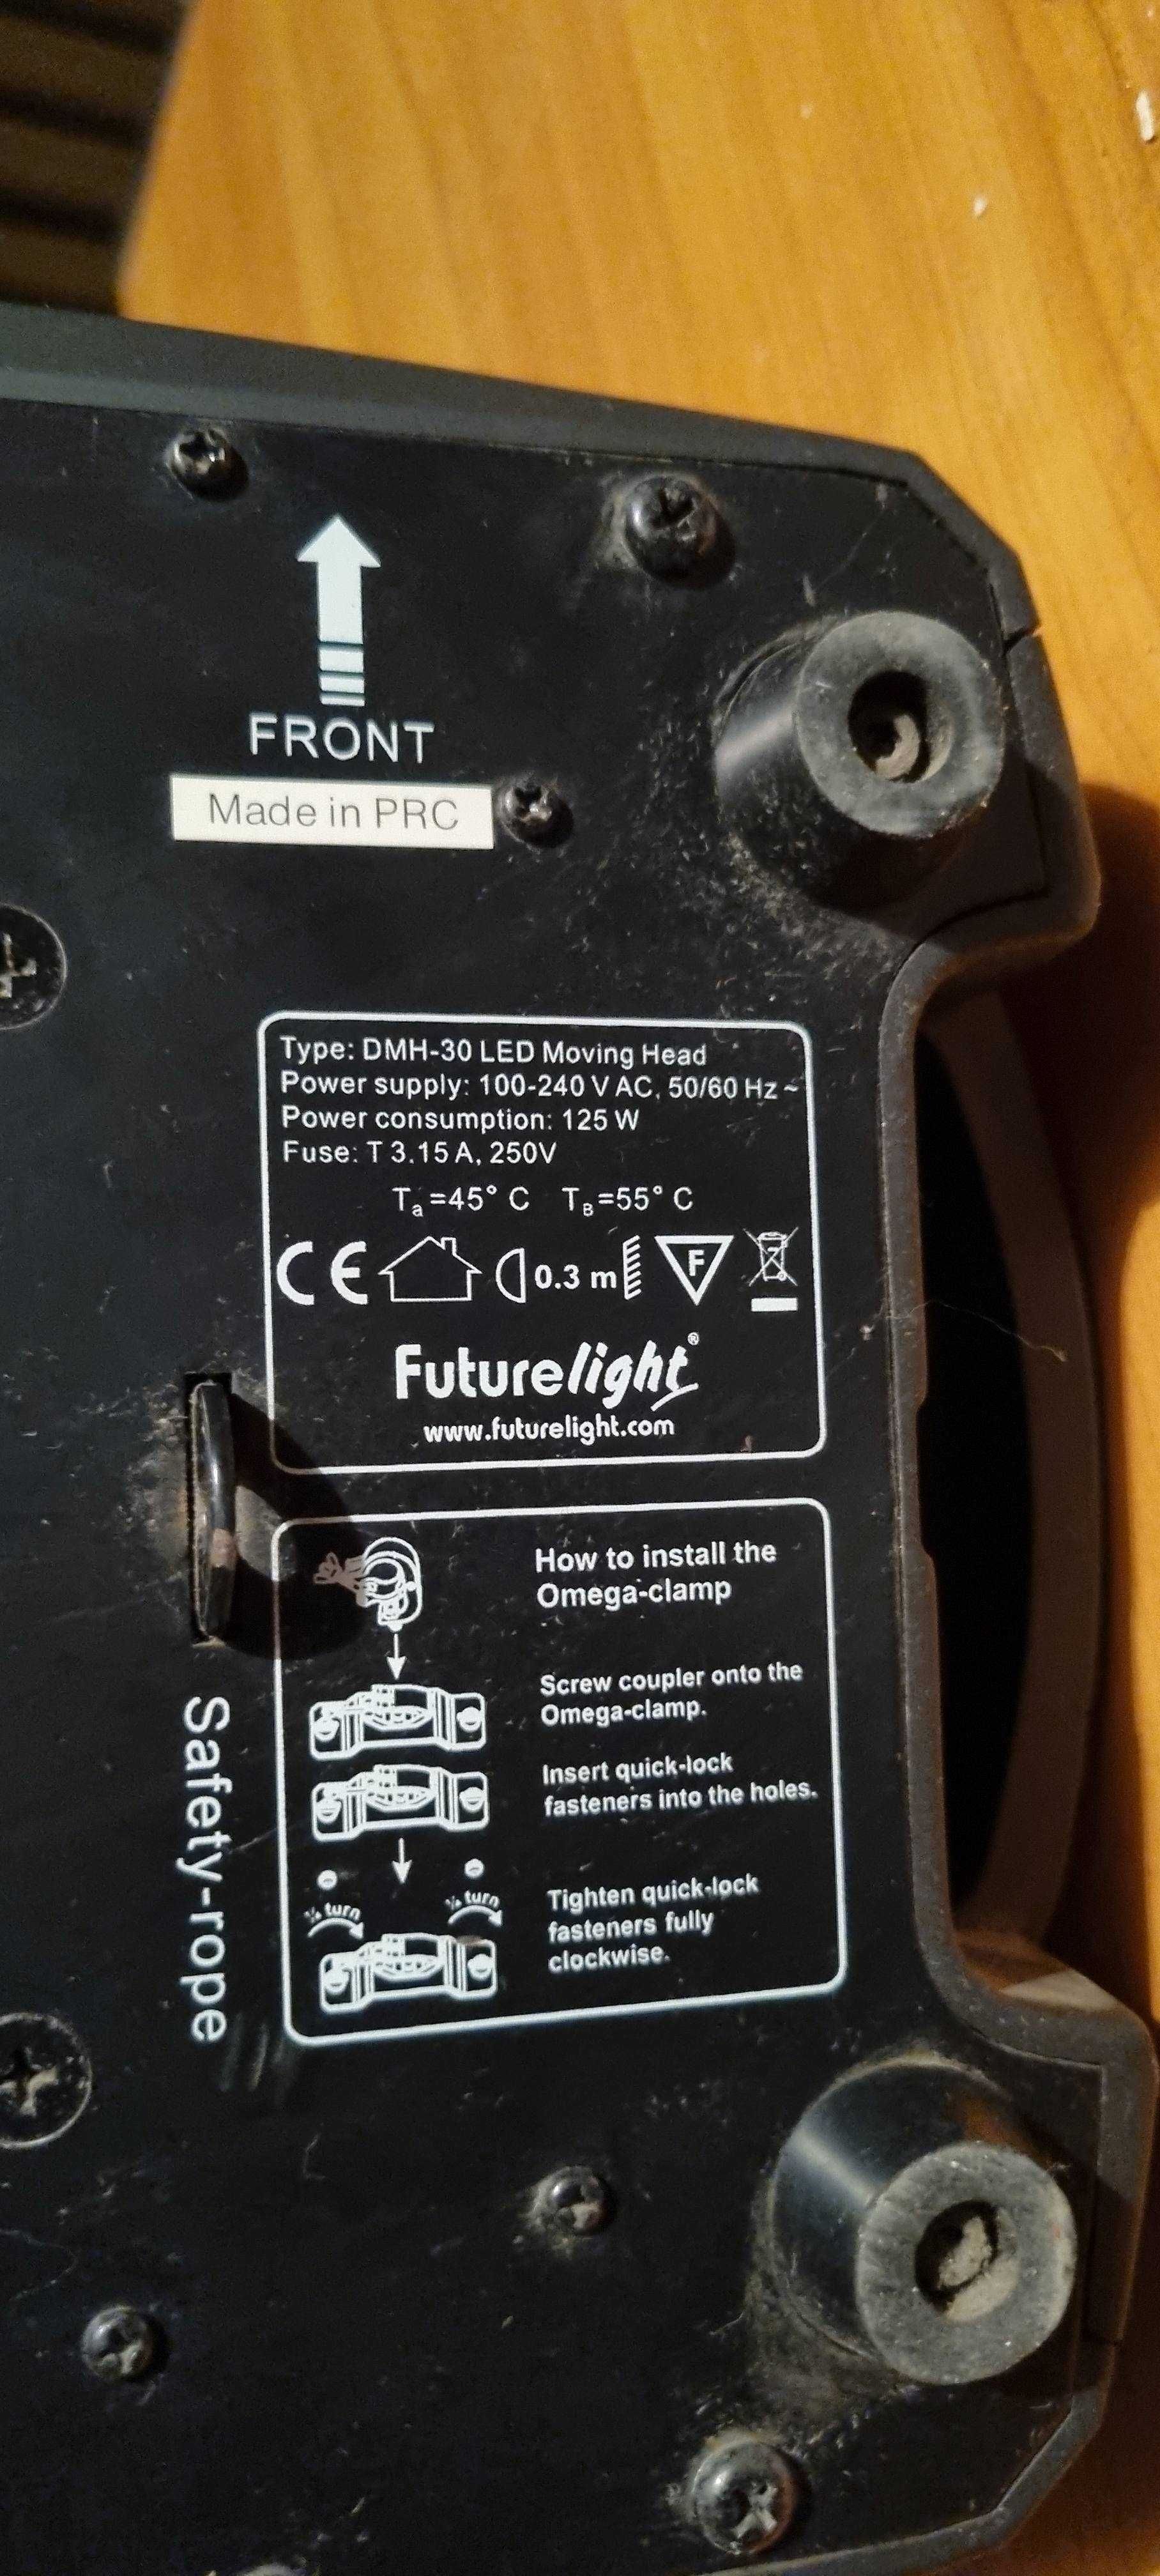 FRONT
Made in PRC
Type: DMH-30 LED Moving Head
Power supply: 100-240 V AC, 50/60 Hz ~
Power consumption: 125 W
Fuse: T 3.15 A, 250V
Ta =45° C TB=55° C
CE 0.3 m F
Futurelight®
www.futurelight.com
How to install the
Omega-clamp
Screw coupler onto the
Omega-clamp.
Insert quick-lock
fasteners into the holes.
¼ turn ¼ turn
Tighten quick-lock
fasteners fully
clockwise.
Safety-rope